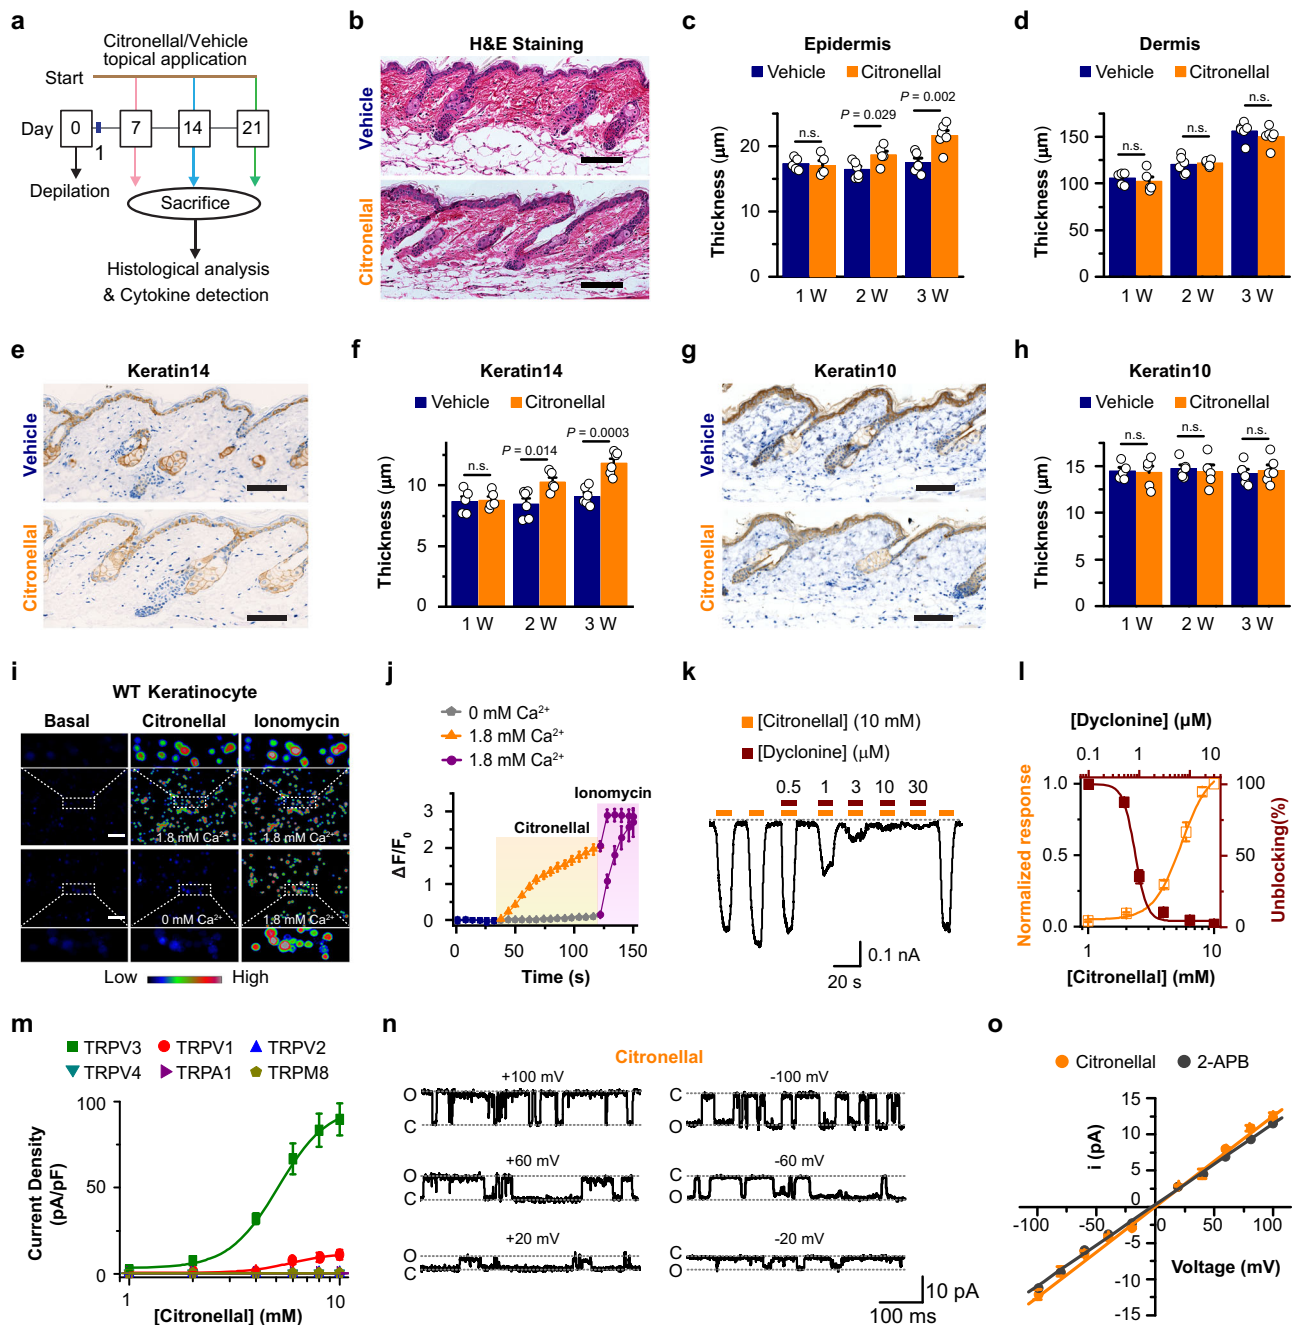 a
Citronellal/Vehicle
topical application
Start
Day
0
1
7
14
21
Depilation
Sacrifice
Histological analysis
& Cytokine detection
b
H&E Staining
Vehicle
Citronellal
c
Epidermis
Vehicle
Citronellal
Thickness (μm)
20
10
0
n.s.
P = 0.029
P = 0.002
1 W
2 W
3 W
d
Dermis
Vehicle
Citronellal
Thickness (μm)
150
100
50
0
n.s.
n.s.
n.s.
1 W
2 W
3 W
e
Keratin14
Vehicle
Citronellal
f
Keratin14
Vehicle
Citronellal
Thickness (μm)
10
5
0
n.s.
P = 0.014
P = 0.0003
1 W
2 W
3 W
g
Keratin10
Vehicle
Citronellal
h
Keratin10
Vehicle
Citronellal
Thickness (μm)
15
10
5
0
n.s.
n.s.
n.s.
1 W
2 W
3 W
i
WT Keratinocyte
Basal
Citronellal
Ionomycin
1.8 mM Ca²⁺
1.8 mM Ca²⁺
0 mM Ca²⁺
1.8 mM Ca²⁺
Low
High
j
0 mM Ca²⁺
1.8 mM Ca²⁺
1.8 mM Ca²⁺
Ionomycin
Citronellal
ΔF/F₀
3
2
1
0
0
50
100
150
Time (s)
k
[Citronellal] (10 mM)
[Dyclonine] (μM)
0.5
1
3
10
30
0.1 nA
20 s
l
[Dyclonine] (μM)
0.1
1
10
Normalized response
1.0
0.5
0.0
100
50
0
Unblocking(%)
1
10
[Citronellal] (mM)
m
TRPV3
TRPV1
TRPV2
TRPV4
TRPA1
TRPM8
Current Density
(pA/pF)
100
50
0
1
10
[Citronellal] (mM)
n
Citronellal
+100 mV
-100 mV
O
C
C
O
+60 mV
-60 mV
O
C
C
O
+20 mV
-20 mV
O
C
C
O
10 pA
100 ms
o
Citronellal
2-APB
i (pA)
15
10
5
0
-5
-10
-15
-100
-50
0
50
100
Voltage (mV)